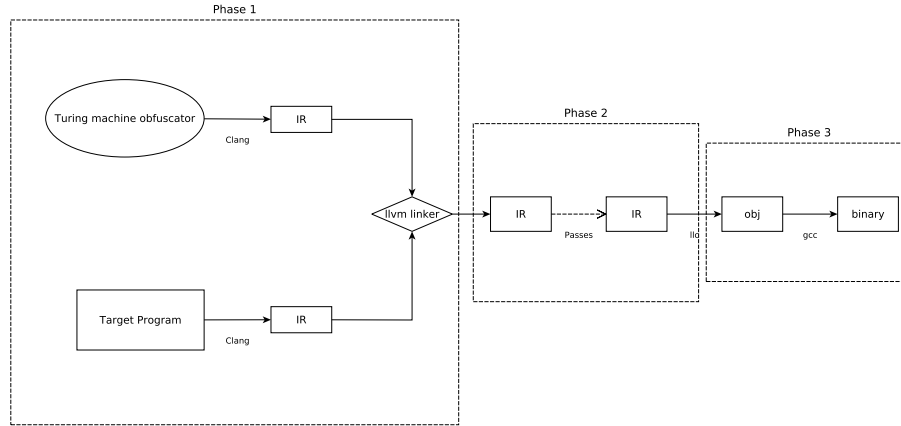 Phase 1
Turing machine obfuscator
Clang
IR
llvm linker
Target Program
Clang
IR
Phase 2
IR
Passes
IR
Phase 3
obj
gcc
binary